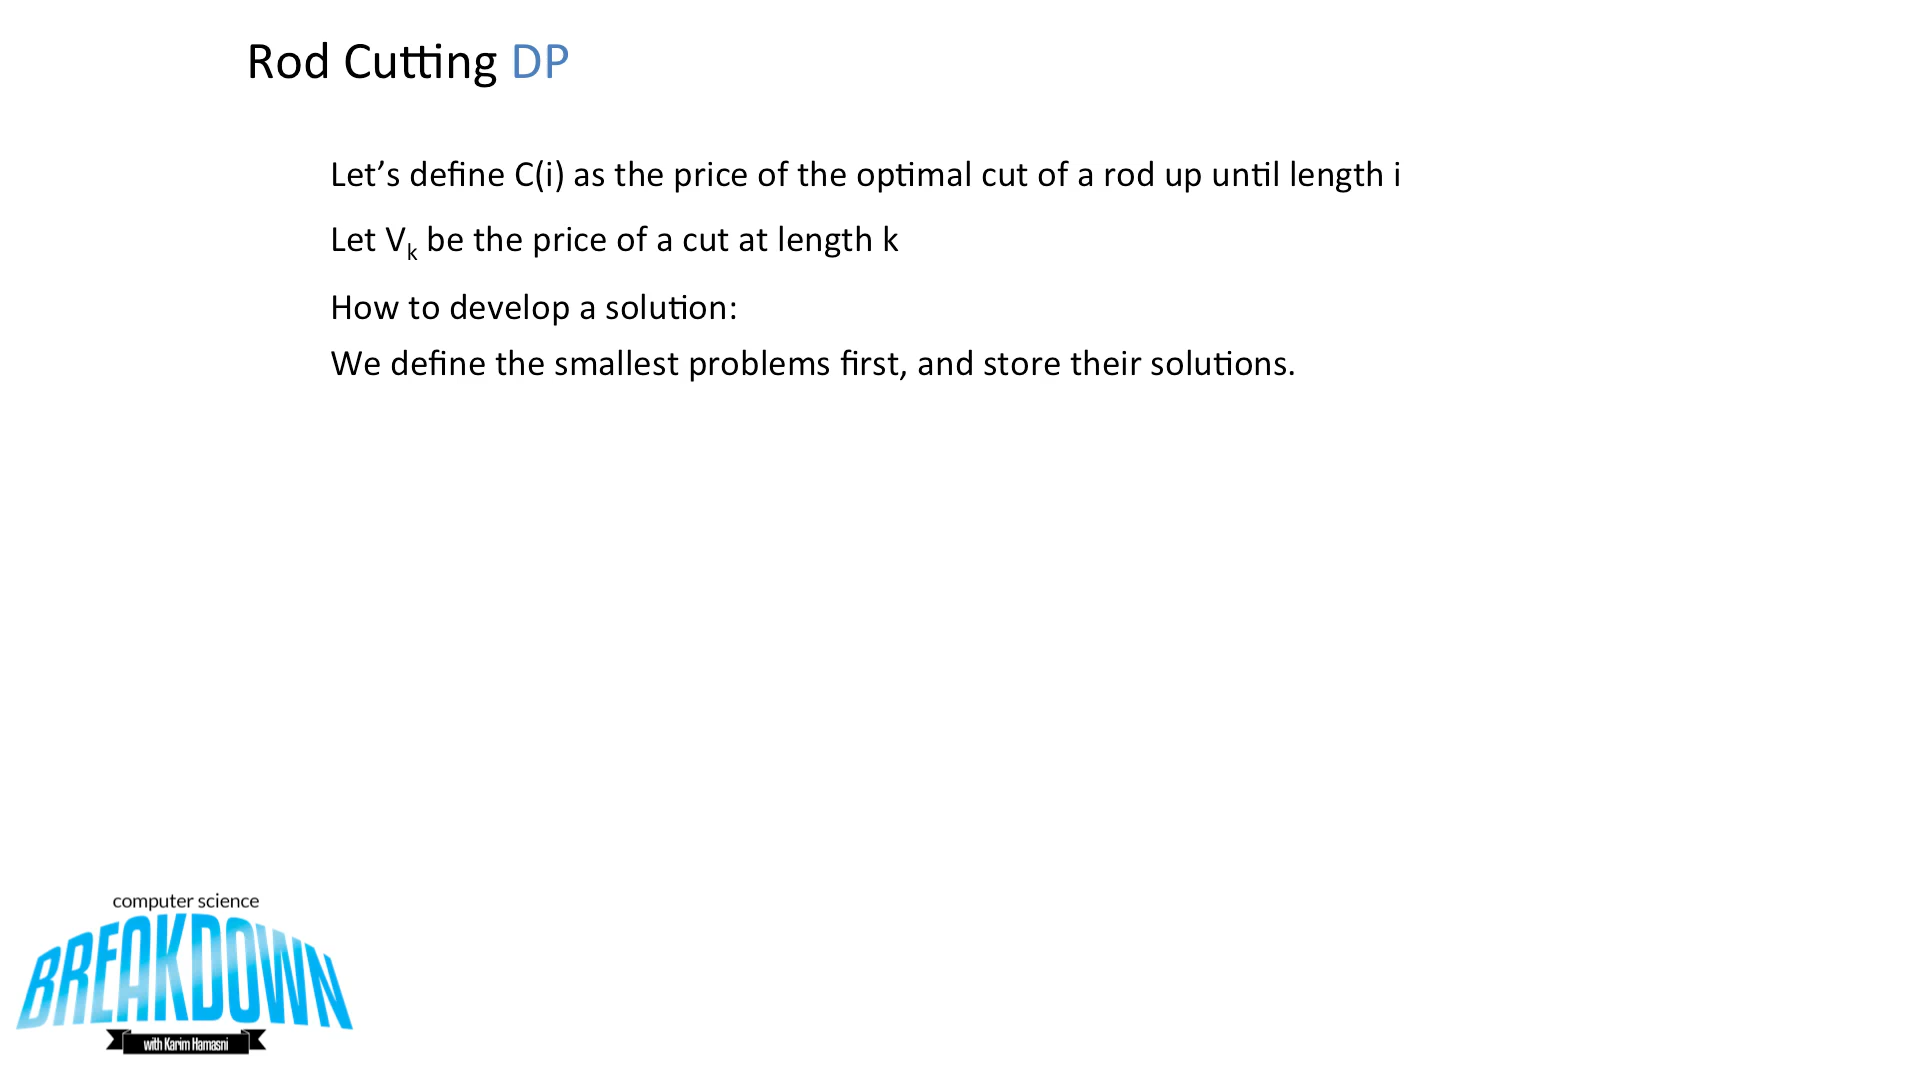 Rod Cutting DP
Let’s define C(i) as the price of the optimal cut of a rod up until length i
Let Vk be the price of a cut at length k
How to develop a solution:
We define the smallest problems first, and store their solutions.
computer science
BREAKDOWN
with Karim Hamasni